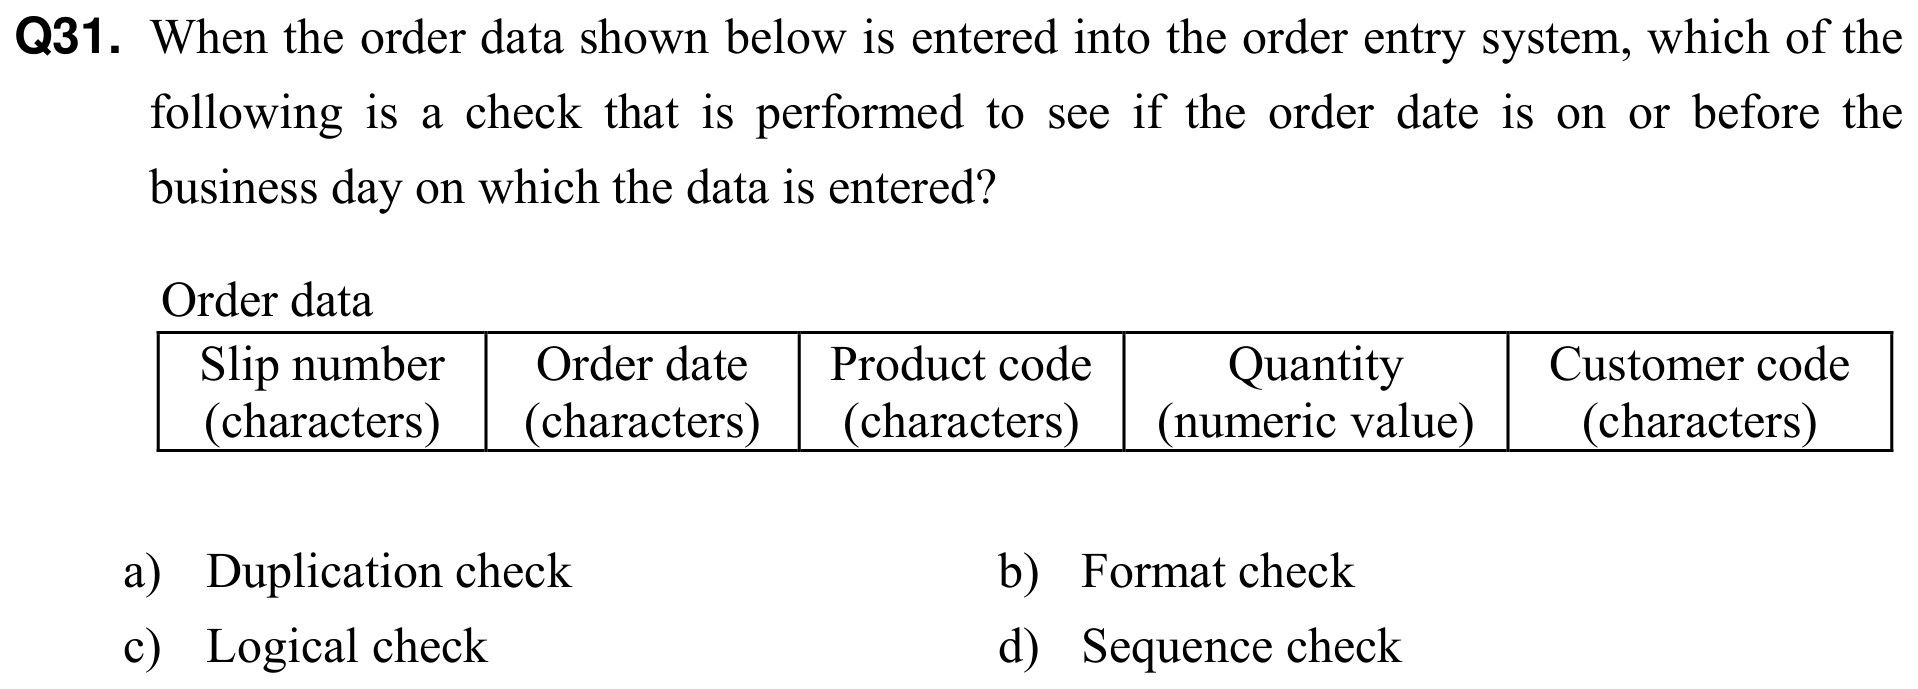 Q31. When the order data shown below is entered into the order entry system, which of the
following is a check that is performed to see if the order date is on or before the
business day on which the data is entered?
Order data
Slip number Order date Product code Quantity Customer code
(characters) (characters) (characters) (numeric value) (characters)
a) Duplication check b) Format check
c) Logical check d) Sequence check